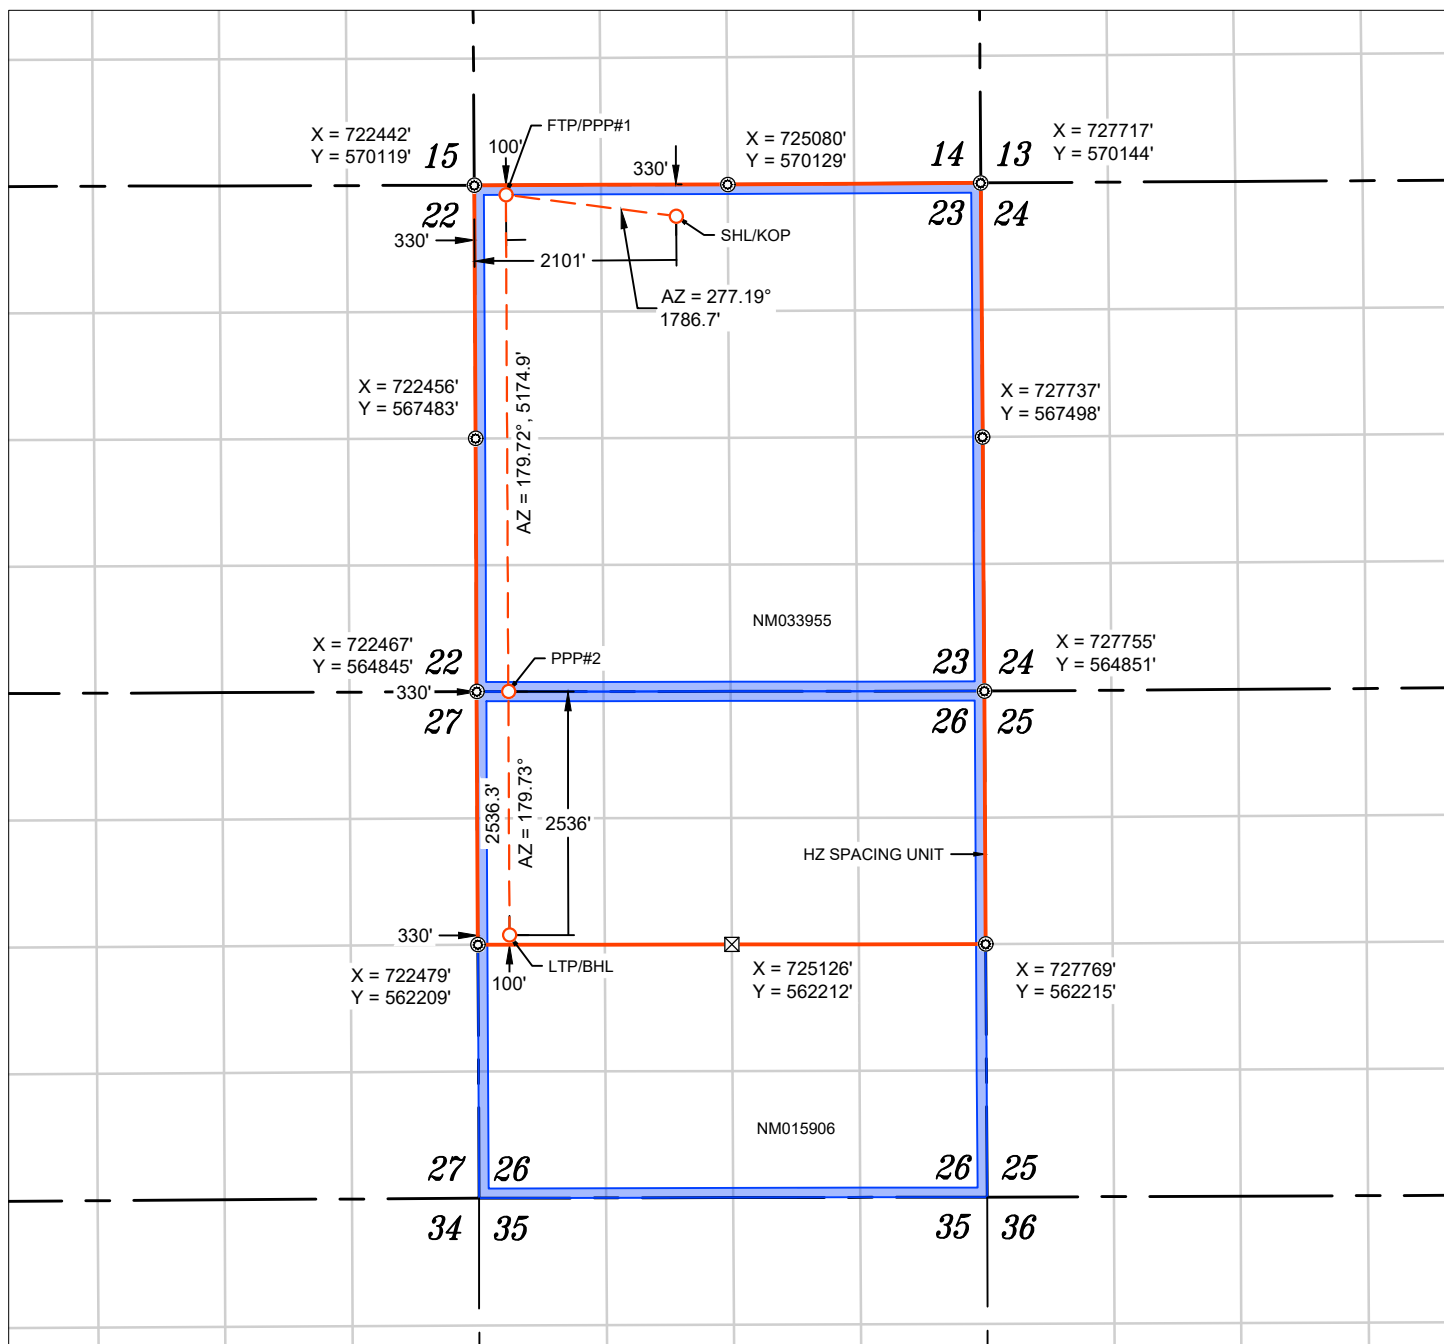 X = 722442'
Y = 570119'
15
100'
FTP/PPP#1
330'
X = 725080'
Y = 570129'
14
13
X = 727717'
Y = 570144'
22
23
24
330'
2101'
SHL/KOP
AZ = 277.19°
1786.7'
AZ = 179.72°, 5174.9'
X = 722456'
Y = 567483'
X = 727737'
Y = 567498'
NM033955
X = 722467'
Y = 564845'
22
PPP#2
23
24
X = 727755'
Y = 564851'
330'
27
26
25
2536.3'
AZ = 179.73°
2536'
HZ SPACING UNIT
330'
LTP/BHL
100'
X = 722479'
Y = 562209'
X = 725126'
Y = 562212'
X = 727769'
Y = 562215'
NM015906
27
26
26
25
34
35
35
36